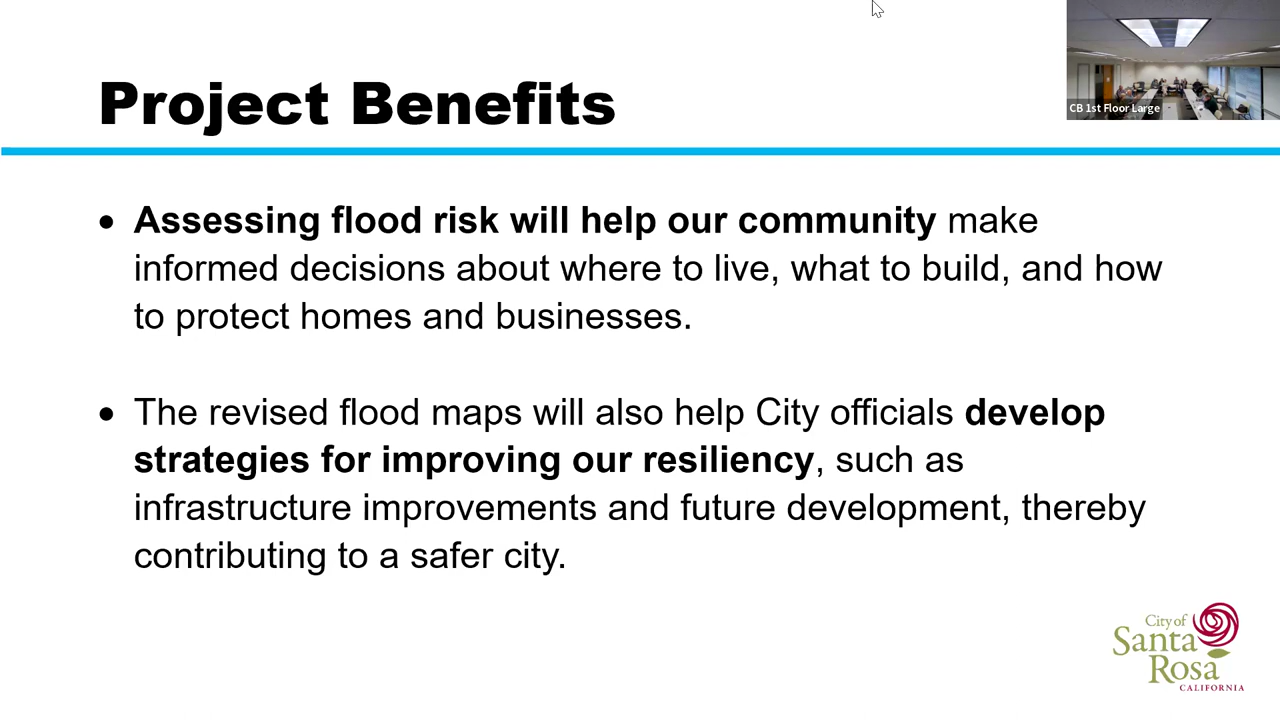 CB 1st Floor Large
Project Benefits
• Assessing flood risk will help our community make
informed decisions about where to live, what to build, and how
to protect homes and businesses.
• The revised flood maps will also help City officials develop
strategies for improving our resiliency, such as
infrastructure improvements and future development, thereby
contributing to a safer city.
City of
Santa
Rosa
CALIFORNIA